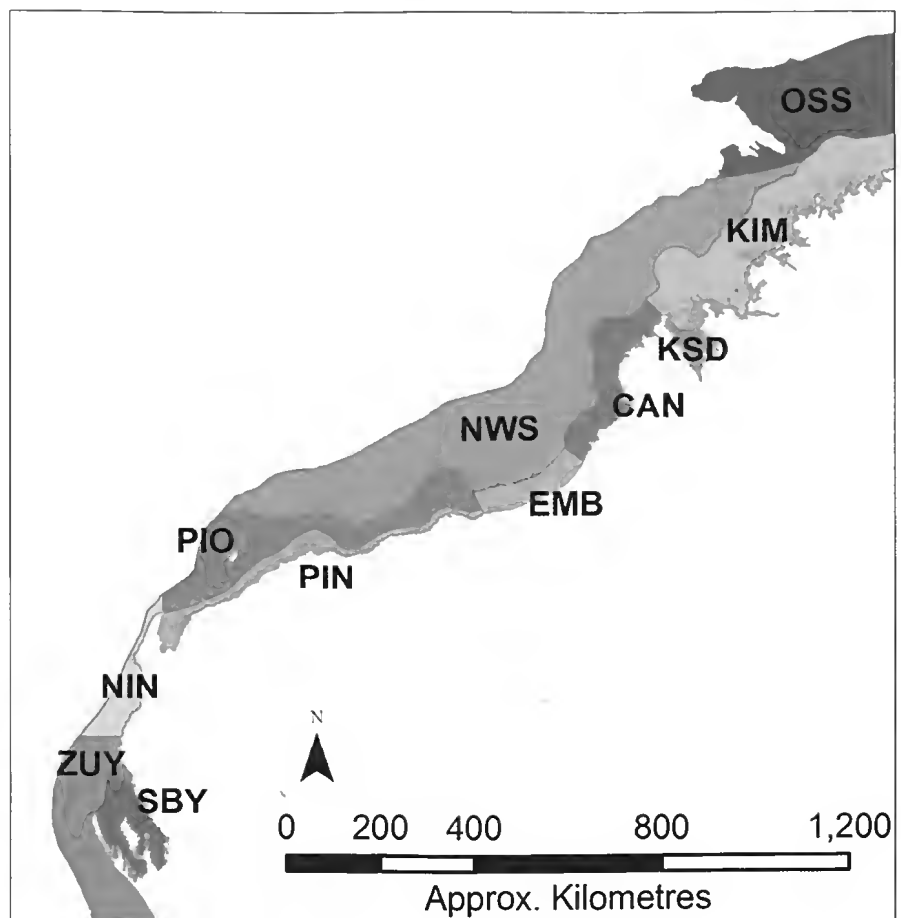 OSS
KIM
KSD
CAN
NWS
EMB
PIO
PIN
NIN
N
ZUY
SBY
0 200 400 800 1,200
Approx. Kilometres